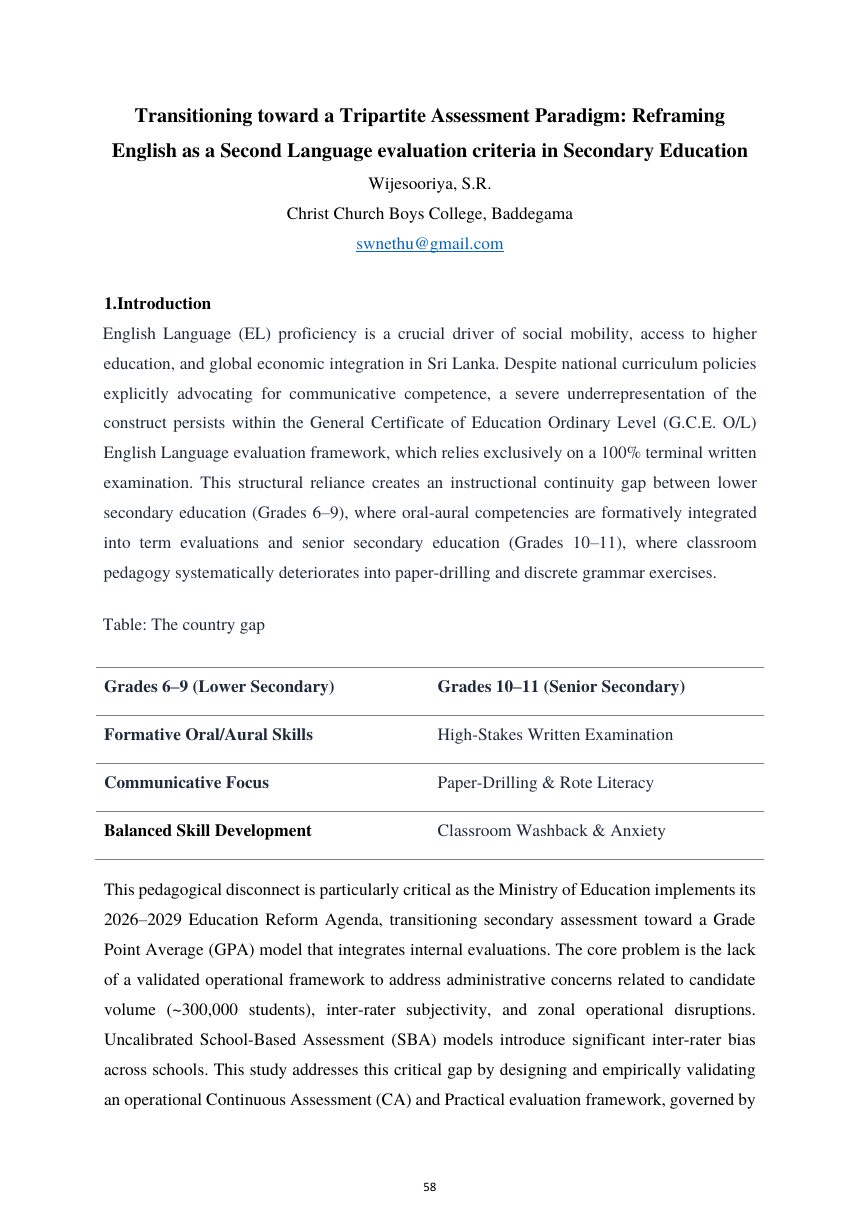 Transitioning toward a Tripartite Assessment Paradigm: Reframing
English as a Second Language evaluation criteria in Secondary Education
Wijesooriya, S.R.
Christ Church Boys College, Baddegama
swnethu@gmail.com
1.Introduction
English Language (EL) proficiency is a crucial driver of social mobility, access to higher
education, and global economic integration in Sri Lanka. Despite national curriculum policies
explicitly advocating for communicative competence, a severe underrepresentation of the
construct persists within the General Certificate of Education Ordinary Level (G.C.E. O/L)
English Language evaluation framework, which relies exclusively on a 100% terminal written
examination. This structural reliance creates an instructional continuity gap between lower
secondary education (Grades 6–9), where oral-aural competencies are formatively integrated
into term evaluations and senior secondary education (Grades 10–11), where classroom
pedagogy systematically deteriorates into paper-drilling and discrete grammar exercises.
Table: The country gap
Grades 6–9 (Lower Secondary) Grades 10–11 (Senior Secondary)
Formative Oral/Aural Skills High-Stakes Written Examination
Communicative Focus Paper-Drilling & Rote Literacy
Balanced Skill Development Classroom Washback & Anxiety
This pedagogical disconnect is particularly critical as the Ministry of Education implements its
2026–2029 Education Reform Agenda, transitioning secondary assessment toward a Grade
Point Average (GPA) model that integrates internal evaluations. The core problem is the lack
of a validated operational framework to address administrative concerns related to candidate
volume (~300,000 students), inter-rater subjectivity, and zonal operational disruptions.
Uncalibrated School-Based Assessment (SBA) models introduce significant inter-rater bias
across schools. This study addresses this critical gap by designing and empirically validating
an operational Continuous Assessment (CA) and Practical evaluation framework, governed by
58